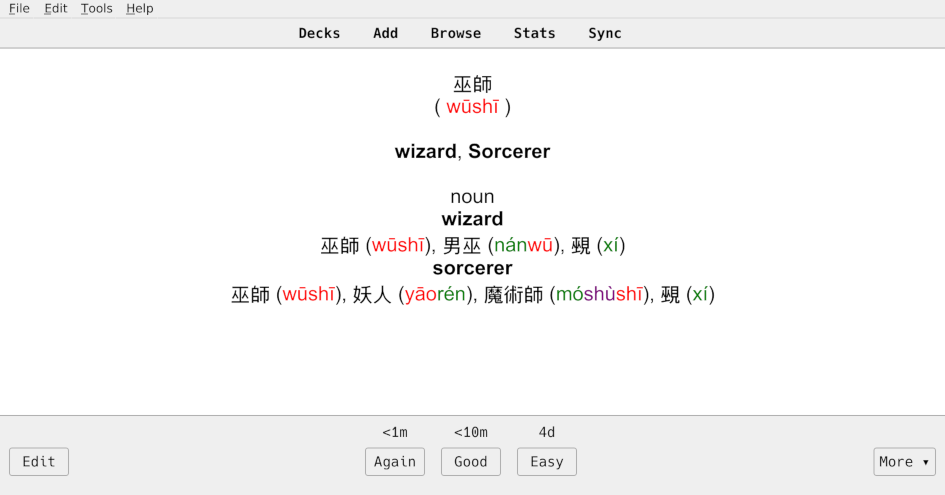 File Edit Tools Help
Decks Add Browse Stats Sync
巫師
( wūshī )
wizard, Sorcerer
noun
wizard
巫師 (wūshī), 男巫 (nánwū), 覡 (xí)
sorcerer
巫師 (wūshī), 妖人 (yāorén), 魔術師 (móshùshī), 覡 (xí)
<1m <10m 4d
Edit Again Good Easy More ▾